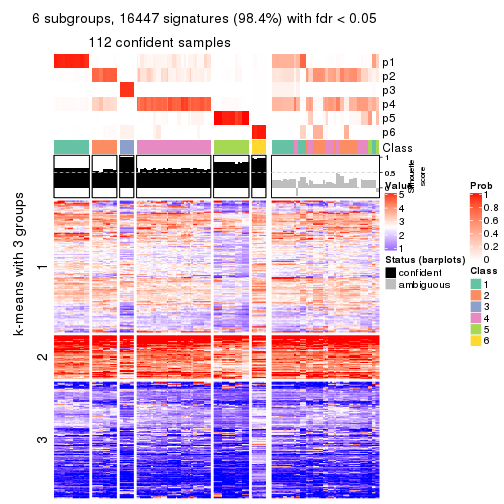 6 subgroups, 16447 signatures (98.4%) with fdr < 0.05
112 confident samples
p1
p2
p3
p4
p5
p6
Class
1
0.5
0
Silhouette
score
k-means with 3 groups
1
2
3
Value
5
4
3
2
1
Status (barplots)
confident
ambiguous
Prob
1
0.8
0.6
0.4
0.2
0
Class
1
2
3
4
5
6